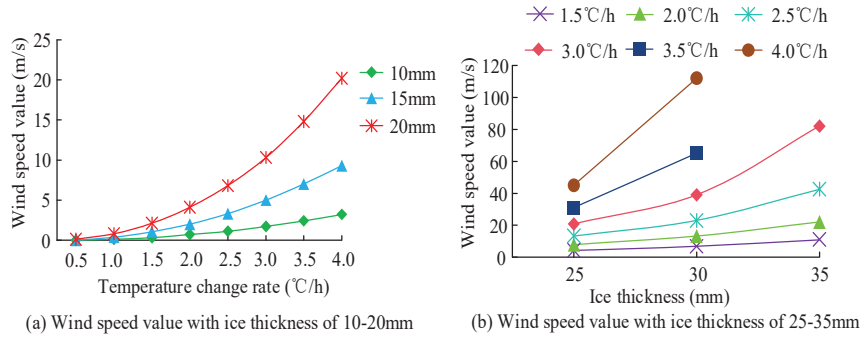 25
20
15
10
5
0
Wind speed value (m/s)
10mm
15mm
20mm
0.5 1.0 1.5 2.0 2.5 3.0 3.5 4.0
Temperature change rate (℃/h)
(a) Wind speed value with ice thickness of 10-20mm
1.5℃/h 2.0℃/h 2.5℃/h
3.0℃/h 3.5℃/h 4.0℃/h
120
100
80
60
40
20
0
Wind speed value (m/s)
25 30 35
Ice thickness (mm)
(b) Wind speed value with ice thickness of 25-35mm